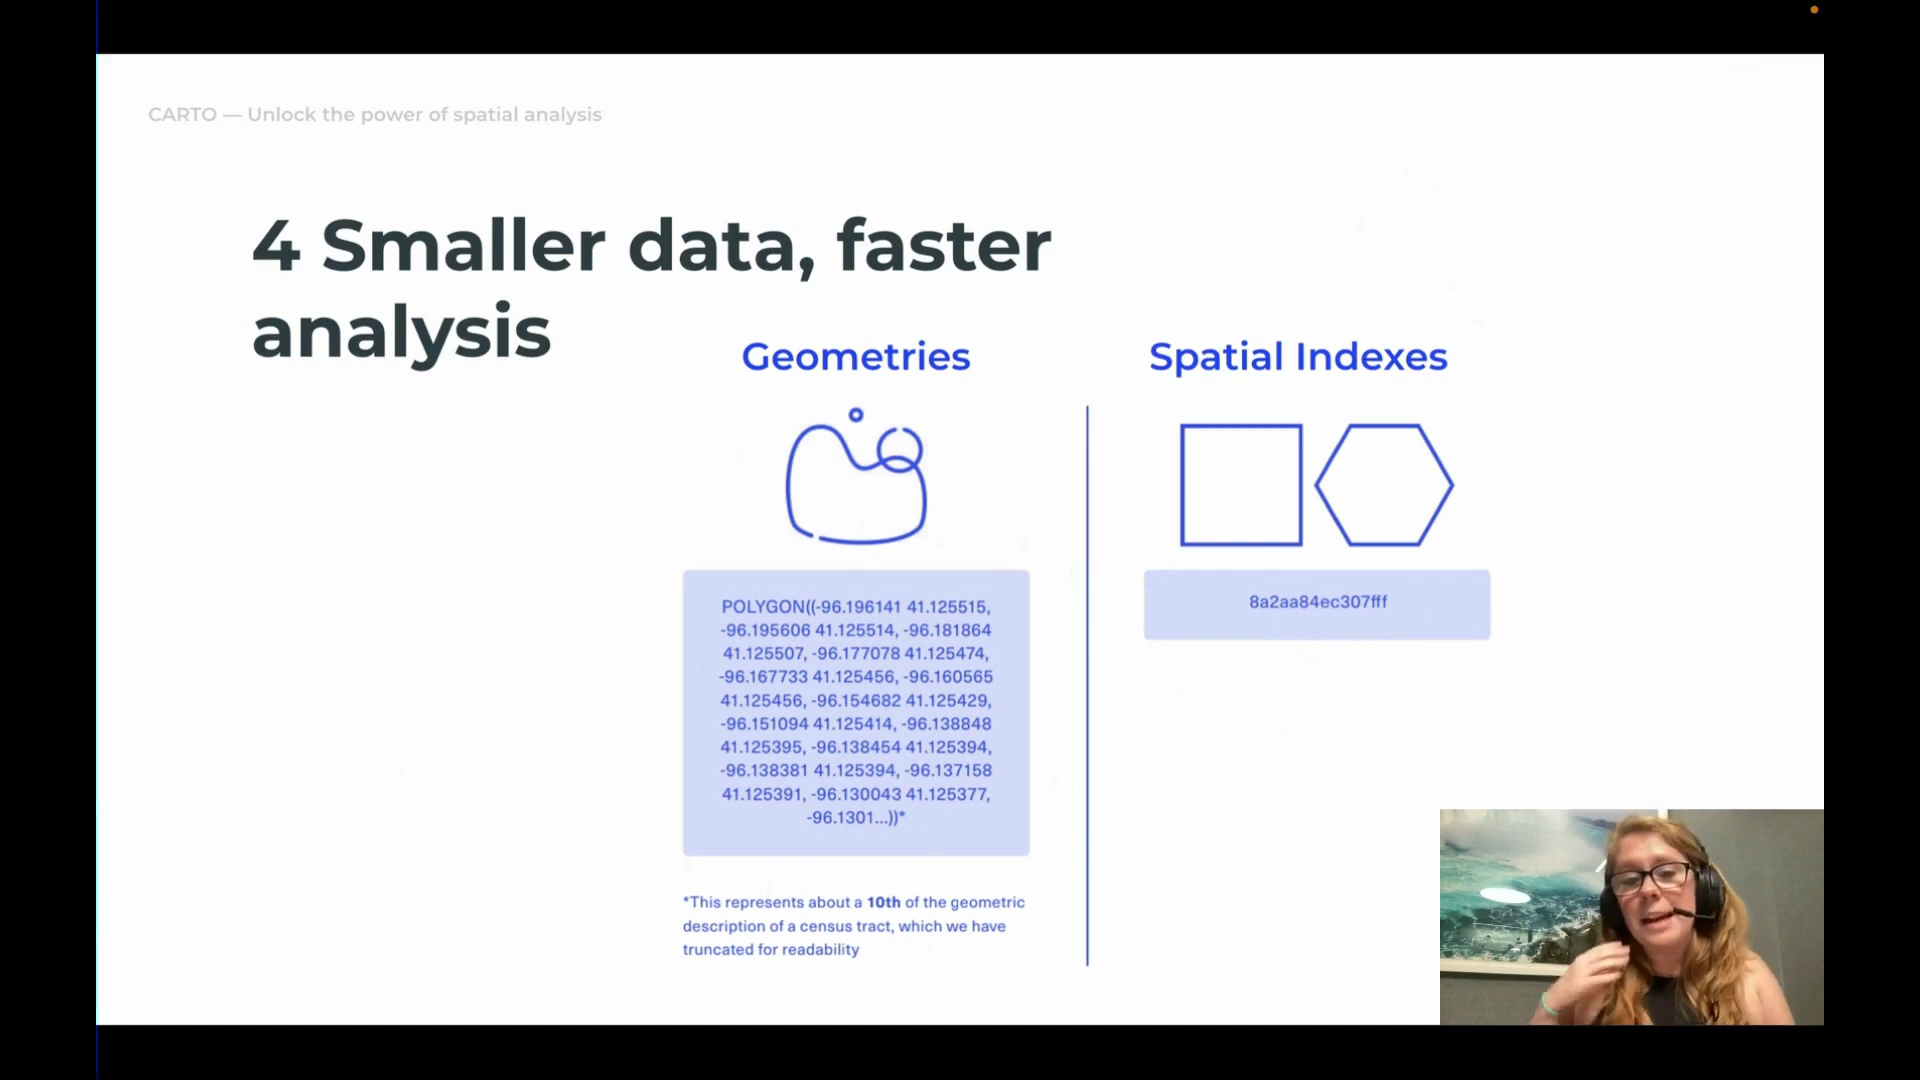 CARTO — Unlock the power of spatial analysis
4 Smaller data, faster
analysis
Geometries
Spatial Indexes
POLYGON((-96.196141 41.125515,
-96.195606 41.125514, -96.181864
41.125507, -96.177078 41.125474,
-96.167733 41.125456, -96.160565
41.125456, -96.154682 41.125429,
-96.151094 41.125414, -96.138848
41.125395, -96.138454 41.125394,
-96.138381 41.125394, -96.137158
41.125391, -96.130043 41.125377,
-96.1301...))*
8a2aa84ec307fff
*This represents about a 10th of the geometric
description of a census tract, which we have
truncated for readability